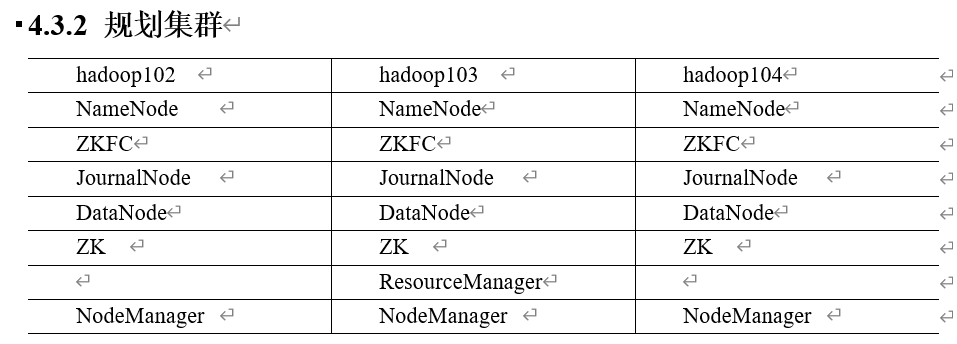 4.3.2 规划集群
hadoop102 hadoop103 hadoop104
NameNode NameNode NameNode
ZKFC ZKFC ZKFC
JournalNode JournalNode JournalNode
DataNode DataNode DataNode
ZK ZK ZK
ResourceManager
NodeManager NodeManager NodeManager